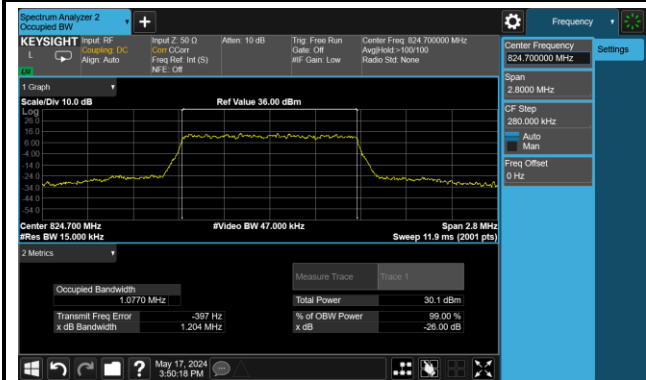 Spectrum Analyzer 2
Occupied BW
Frequency
KEYSIGHT
Input: RF
Coupling: DC
Align: Auto
Input Z: 50 Ω
Corr CCorr
Freq Ref: Int (S)
NFE: Off
Atten: 10 dB
Trig: Free Run
Gate: Off
#IF Gain: Low
Center Freq: 824.700000 MHz
Avg|Hold:>100/100
Radio Std: None
L
Center Frequency
824.700000 MHz
Settings
Span
2.8000 MHz
CF Step
280.000 kHz
Auto
Man
Freq Offset
0 Hz
1 Graph
Scale/Div 10.0 dB
Ref Value 36.00 dBm
Log
26.0
16.0
6.00
-4.00
-14.0
-24.0
-34.0
-44.0
-54.0
Center 824.700 MHz
#Video BW 47.000 kHz
Span 2.8 MHz
#Res BW 15.000 kHz
Sweep 11.9 ms (2001 pts)
2 Metrics
Measure Trace
Trace 1
Occupied Bandwidth
1.0770 MHz
Total Power
30.1 dBm
Transmit Freq Error
-397 Hz
% of OBW Power
99.00 %
x dB Bandwidth
1.204 MHz
x dB
-26.00 dB
May 17, 2024
3:50:18 PM